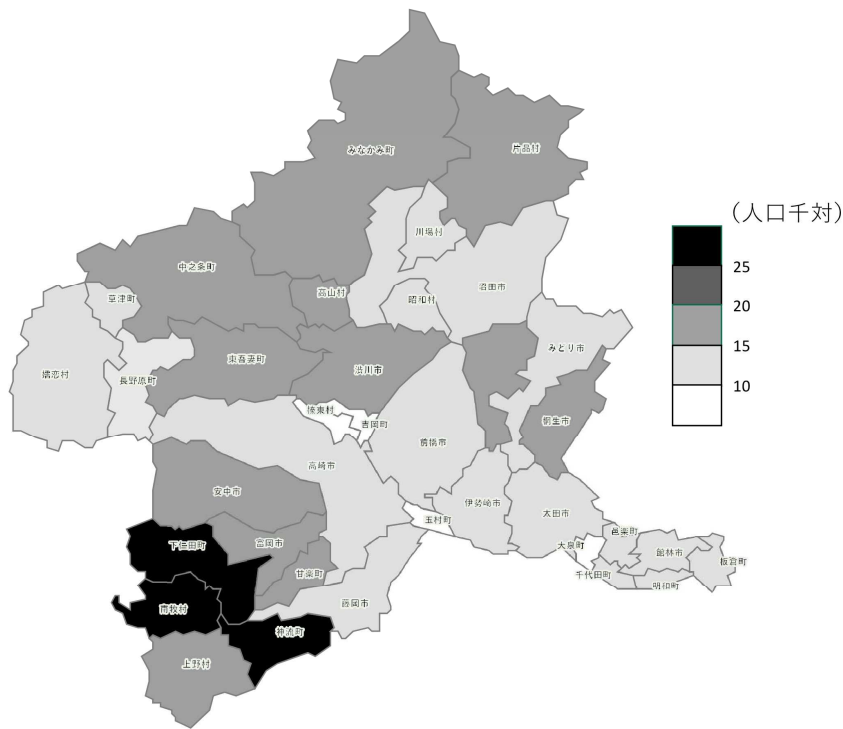 みなかみ町
片品村
(人口千対)
川場村
25
中之条町
20
草津町
高山村
昭和村
沼田市
15
みどり市
東吾妻町
渋川市
嬬恋村
長野原町
10
榛東村
吉岡町
桐生市
前橋市
高崎市
安中市
伊勢崎市
太田市
玉村町
邑楽町
下仁田町
富岡市
大泉町
館林市
板倉町
甘楽町
千代田町
明和町
藤岡市
南牧村
神流町
上野村